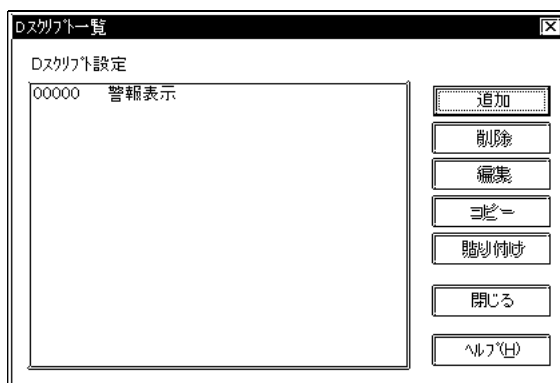 Dｽｸﾘﾌﾟﾄ一覧
Dｽｸﾘﾌﾟﾄ設定
00000 警報表示
追加
削除
編集
コピー
貼り付け
閉じる
ﾍﾙﾌﾟ(H)